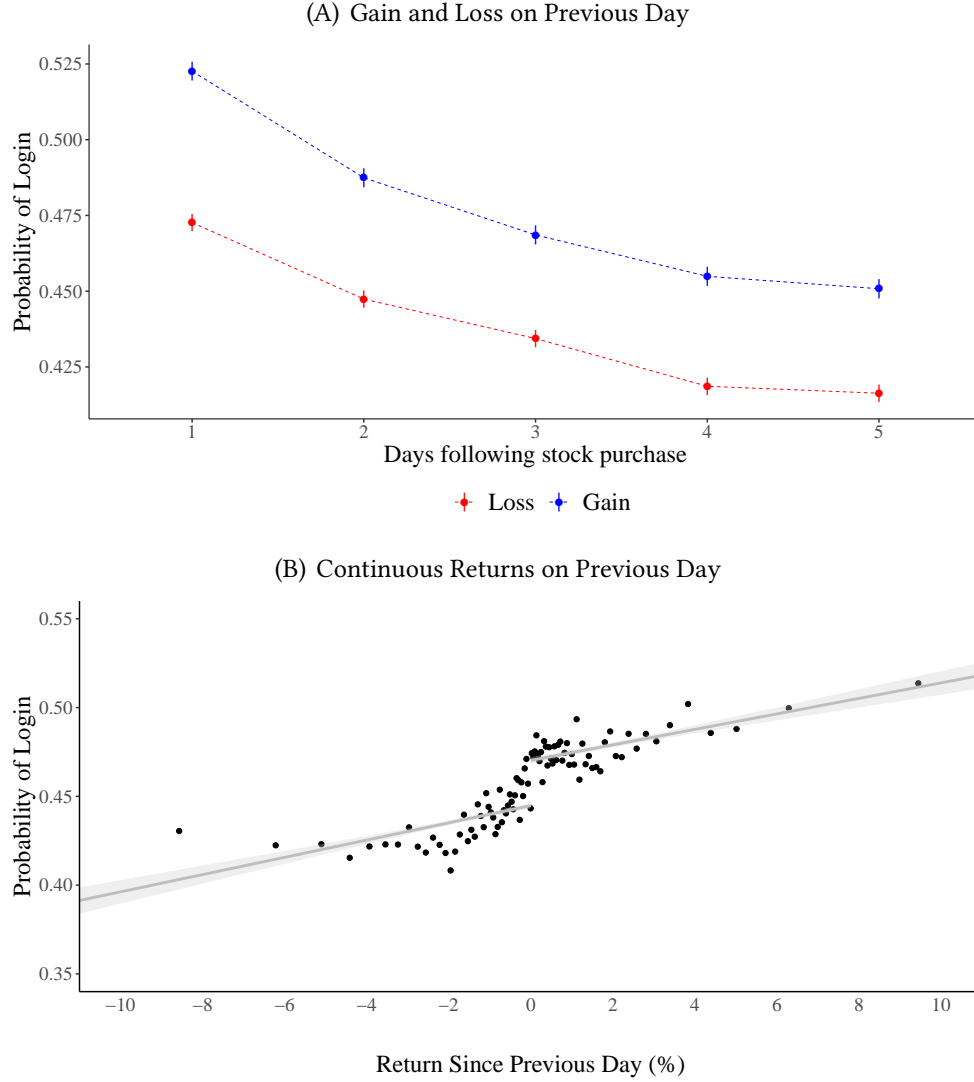 (A) Gain and Loss on Previous Day
0.525
0.500
0.475
0.450
0.425
Probability of Login
1 2 3 4 5
Days following stock purchase
Loss Gain
(B) Continuous Returns on Previous Day
0.55
0.50
0.45
0.40
0.35
Probability of Login
−10 −8 −6 −4 −2 0 2 4 6 8 10
Return Since Previous Day (%)